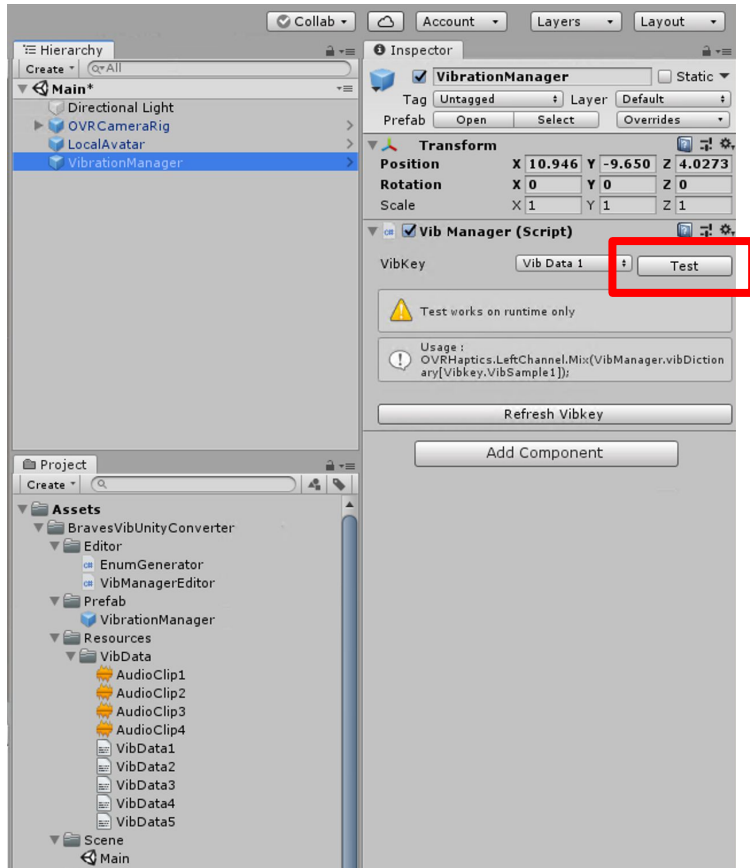 Collab
Account
Layers
Layout
Hierarchy
Create
All
Main*
Directional Light
OVRCameraRig
LocalAvatar
VibrationManager
Project
Create
Assets
BravesVibUnityConverter
Editor
EnumGenerator
VibManagerEditor
Prefab
VibrationManager
Resources
VibData
AudioClip1
AudioClip2
AudioClip3
AudioClip4
VibData1
VibData2
VibData3
VibData4
VibData5
Scene
Main
Inspector
VibrationManager Static
Tag Untagged Layer Default
Prefab Open Select Overrides
Transform
Position X 10.946 Y -9.650 Z 4.0273
Rotation X 0 Y 0 Z 0
Scale X 1 Y 1 Z 1
Vib Manager (Script)
VibKey Vib Data 1 Test
Test works on runtime only
Usage :
OVRHaptics.LeftChannel.Mix(VibManager.vibDiction
ary[Vibkey.VibSample1]);
Refresh Vibkey
Add Component